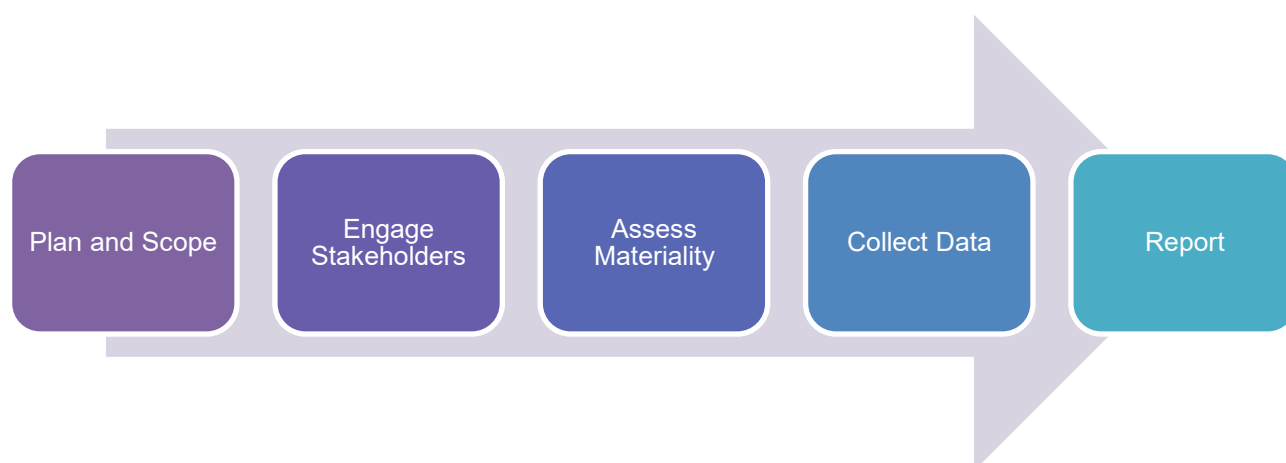 Plan and Scope
Engage
Stakeholders
Assess
Materiality
Collect Data
Report